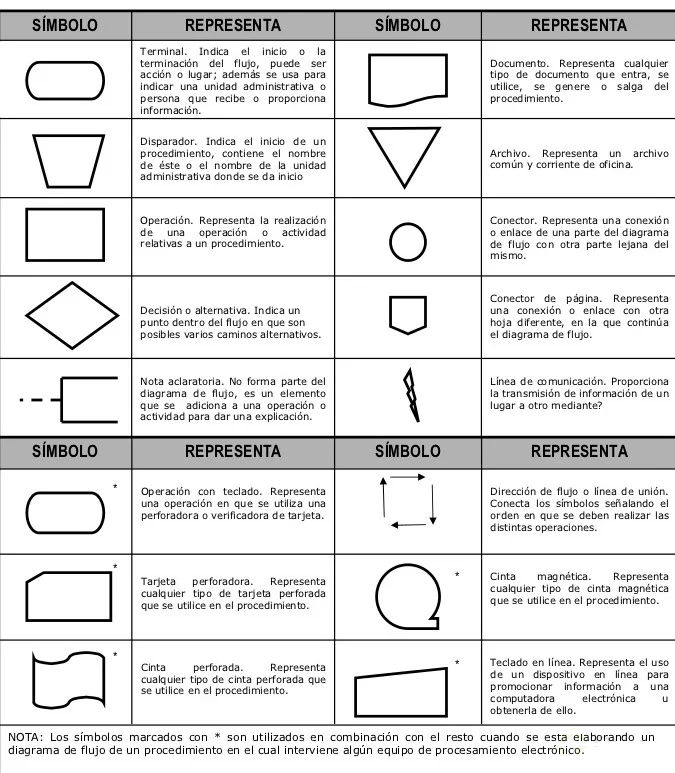 SÍMBOLO REPRESENTA SÍMBOLO REPRESENTA
Terminal. Indica el inicio o la
terminación del flujo, puede ser
acción o lugar; además se usa para
indicar una unidad administrativa o
persona que recibe o proporciona
información.
Documento. Representa cualquier
tipo de documento que entra, se
utilice, se genere o salga del
procedimiento.
Disparador. Indica el inicio de un
procedimiento, contiene el nombre
de éste o el nombre de la unidad
administrativa donde se da inicio
Archivo. Representa un archivo
común y corriente de oficina.
Operación. Representa la realización
de una operación o actividad
relativas a un procedimiento.
Conector. Representa una conexión
o enlace de una parte del diagrama
de flujo con otra parte lejana del
mismo.
Decisión o alternativa. Indica un
punto dentro del flujo en que son
posibles varios caminos alternativos.
Conector de página. Representa
una conexión o enlace con otra
hoja diferente, en la que continúa
el diagrama de flujo.
Nota aclaratoria. No forma parte del
diagrama de flujo, es un elemento
que se adiciona a una operación o
actividad para dar una explicación.
Línea de comunicación. Proporciona
la transmisión de información de un
lugar a otro mediante?
SÍMBOLO REPRESENTA SÍMBOLO REPRESENTA
*
Operación con teclado. Representa
una operación en que se utiliza una
perforadora o verificadora de tarjeta.
Dirección de flujo o línea de unión.
Conecta los símbolos señalando el
orden en que se deben realizar las
distintas operaciones.
*
Tarjeta perforadora. Representa
cualquier tipo de tarjeta perforada
que se utilice en el procedimiento.
*
Cinta magnética. Representa
cualquier tipo de cinta magnética
que se utilice en el procedimiento.
*
Cinta perforada. Representa
cualquier tipo de cinta perforada que
se utilice en el procedimiento.
*
Teclado en línea. Representa el uso
de un dispositivo en línea para
promocionar información a una
computadora electrónica u
obtenerla de ello.
NOTA: Los símbolos marcados con * son utilizados en combinación con el resto cuando se esta elaborando un
diagrama de flujo de un procedimiento en el cual interviene algún equipo de procesamiento electrónico.